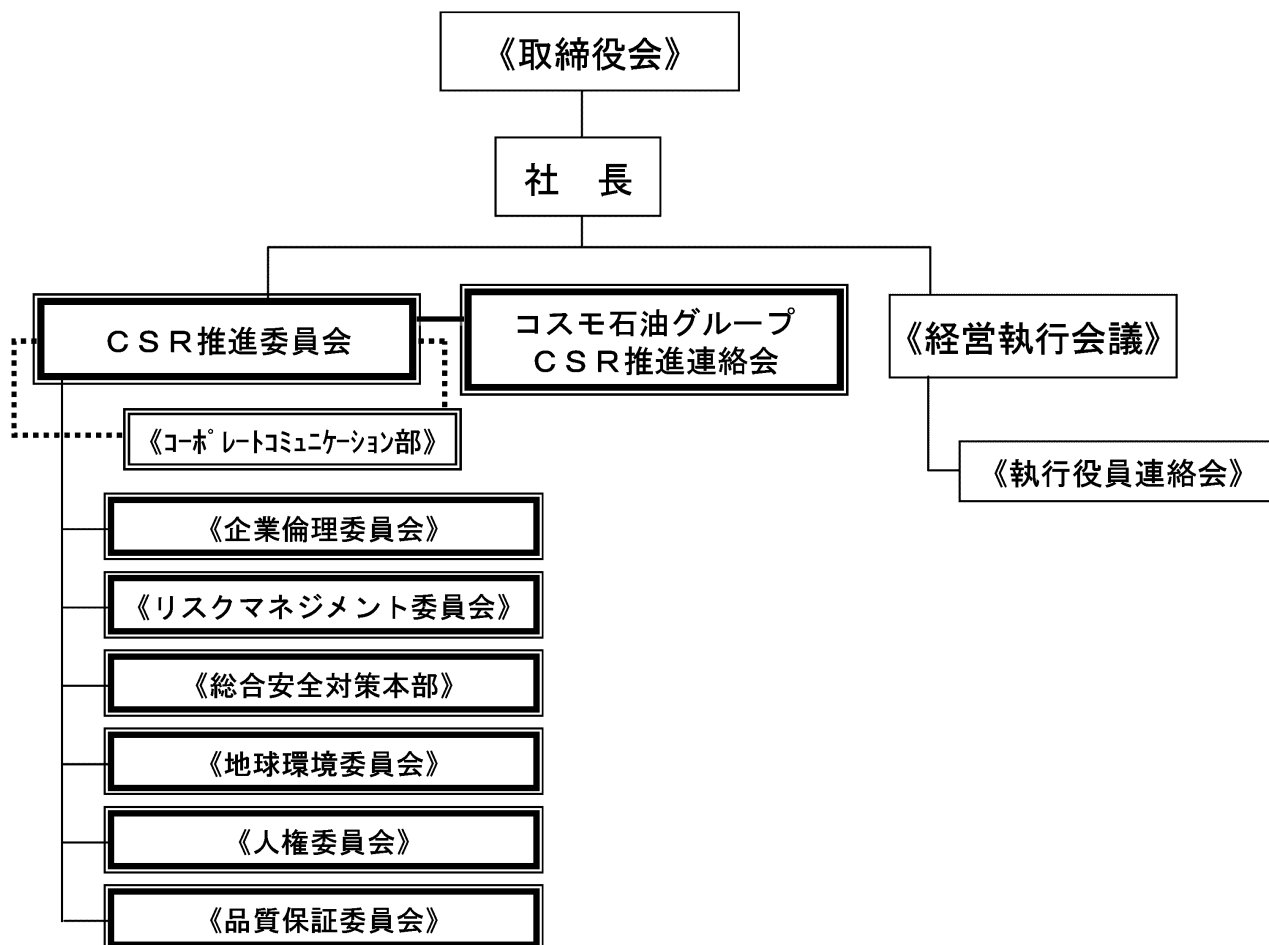 《取締役会》
社　長
ＣＳＲ推進委員会
コスモ石油グループ
ＣＳＲ推進連絡会
《経営執行会議》
《ｺｰﾎﾟﾚｰﾄｺﾐｭﾆｹｰｼｮﾝ部》
《執行役員連絡会》
《企業倫理委員会》
《リスクマネジメント委員会》
《総合安全対策本部》
《地球環境委員会》
《人権委員会》
《品質保証委員会》